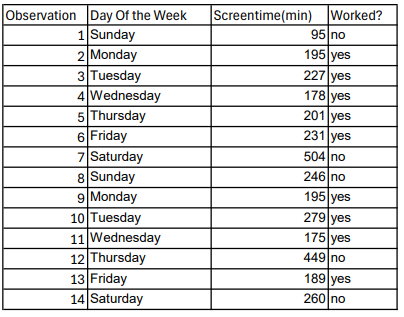 Observation Day Of the Week Screentime(min) Worked?
1 Sunday 95 no
2 Monday 195 yes
3 Tuesday 227 yes
4 Wednesday 178 yes
5 Thursday 201 yes
6 Friday 231 yes
7 Saturday 504 no
8 Sunday 246 no
9 Monday 195 yes
10 Tuesday 279 yes
11 Wednesday 175 yes
12 Thursday 449 no
13 Friday 189 yes
14 Saturday 260 no